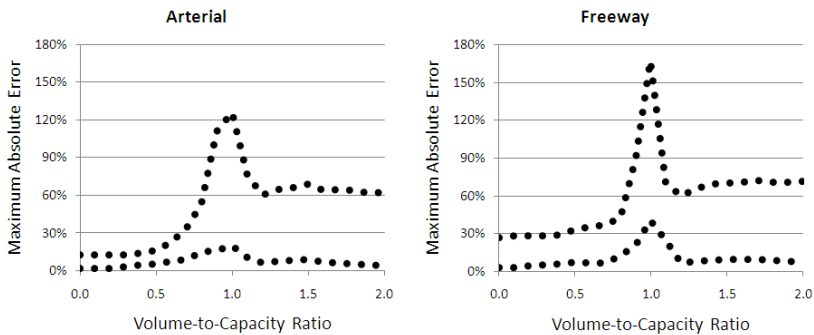 Arterial
Maximum Absolute Error
180%
150%
120%
90%
60%
30%
0%
0.0 0.5 1.0 1.5 2.0
Volume-to-Capacity Ratio
Freeway
Maximum Absolute Error
180%
150%
120%
90%
60%
30%
0%
0.0 0.5 1.0 1.5 2.0
Volume-to-Capacity Ratio